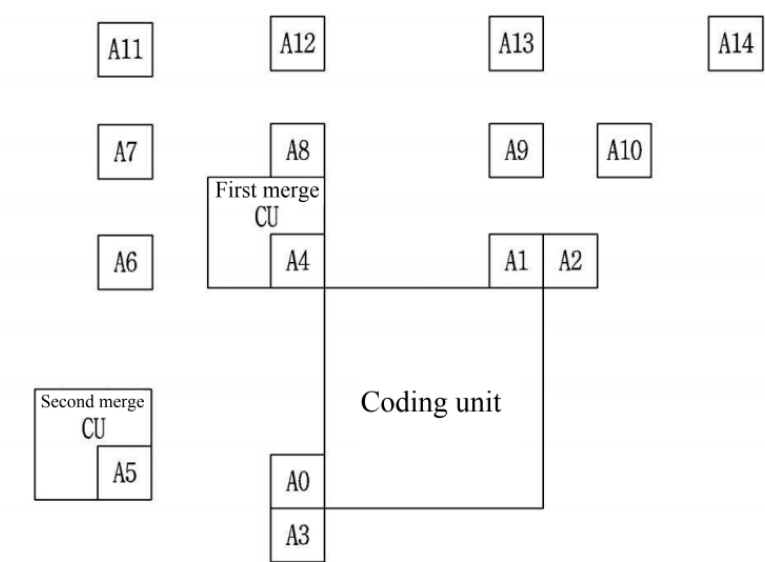 A11
A12
A13
A14
A7
A8
A9
A10
First merge
CU
A6
A4
A1
A2
Second merge
CU
A5
Coding unit
A0
A3